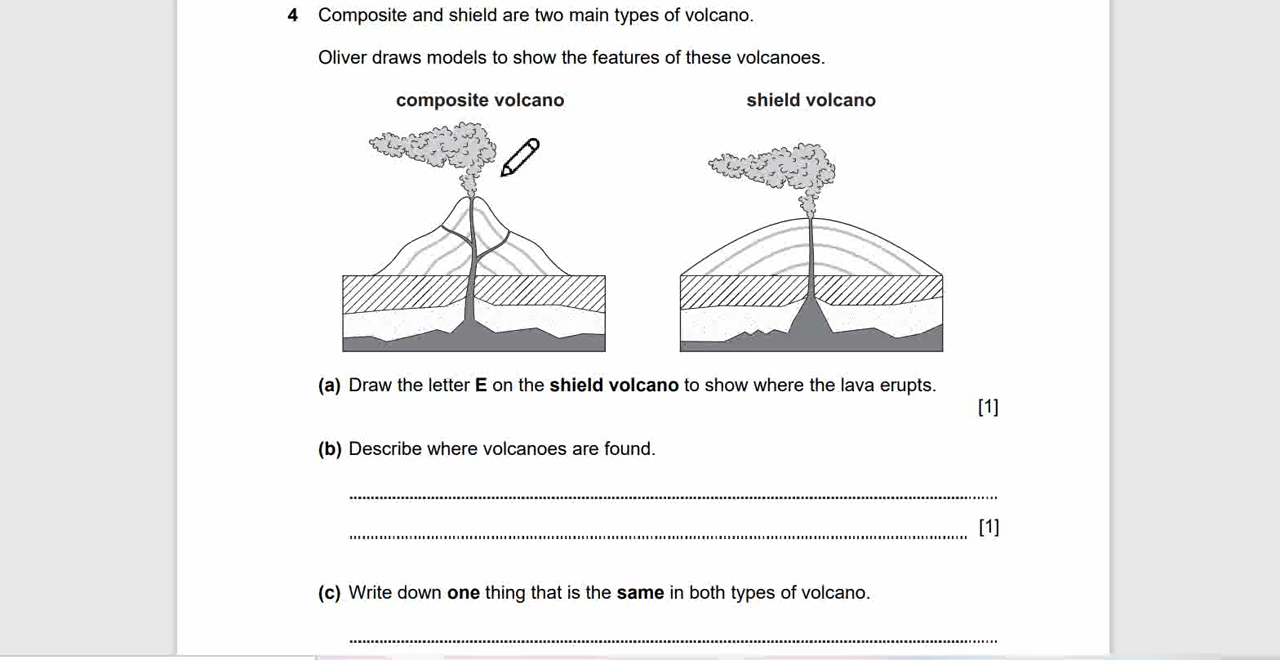 4 Composite and shield are two main types of volcano.
Oliver draws models to show the features of these volcanoes.
composite volcano shield volcano
(a) Draw the letter E on the shield volcano to show where the lava erupts.
[1]
(b) Describe where volcanoes are found.
[1]
(c) Write down one thing that is the same in both types of volcano.